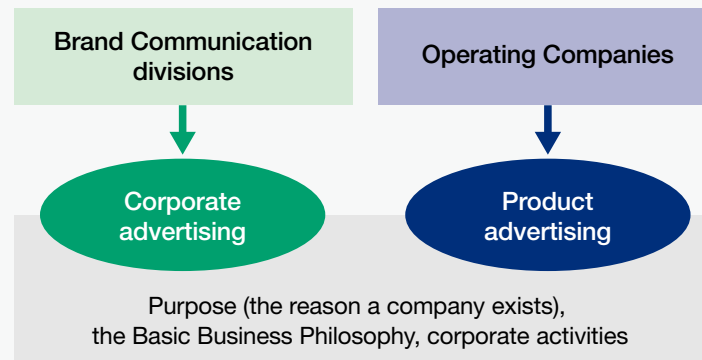 Brand Communication
divisions
Operating Companies
Corporate
advertising
Product
advertising
Purpose (the reason a company exists),
the Basic Business Philosophy, corporate activities